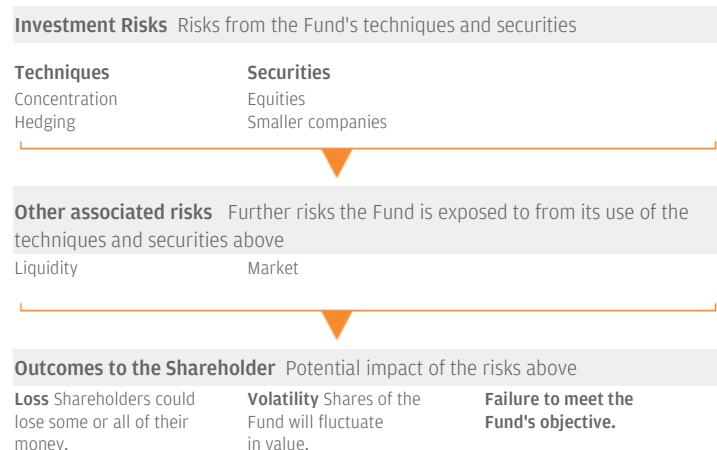 Investment Risks Risks from the Fund's techniques and securities
Techniques
Concentration
Hedging
Securities
Equities
Smaller companies
Other associated risks Further risks the Fund is exposed to from its use of the
techniques and securities above
Liquidity
Market
Outcomes to the Shareholder Potential impact of the risks above
Loss Shareholders could
lose some or all of their
money.
Volatility Shares of the
Fund will fluctuate
in value.
Failure to meet the
Fund's objective.